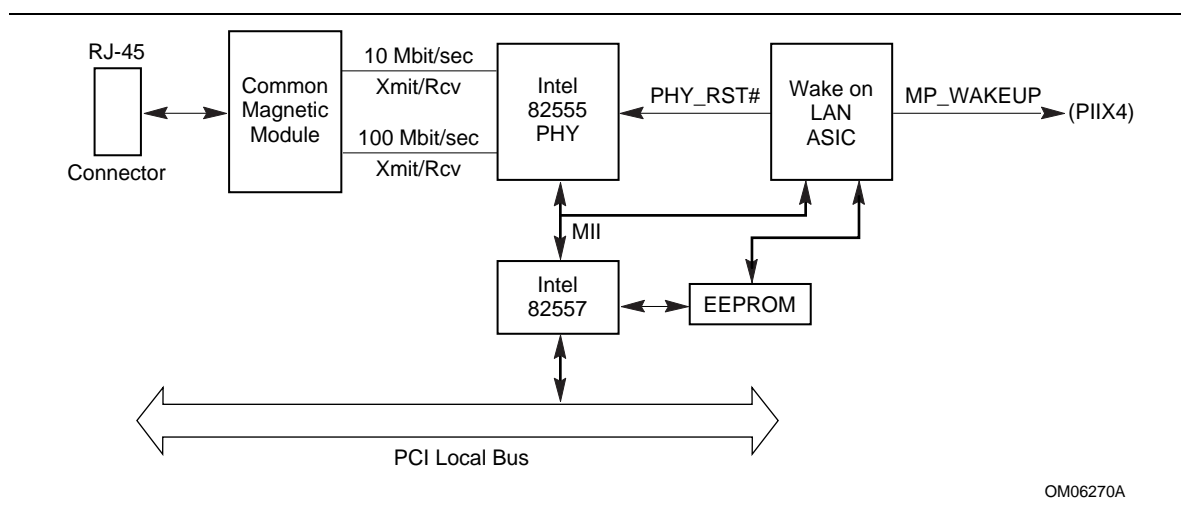 RJ-45
Connector
Common
Magnetic
Module
10 Mbit/sec
Xmit/Rcv
100 Mbit/sec
Xmit/Rcv
Intel
82555
PHY
PHY_RST#
Wake on
LAN
ASIC
MP_WAKEUP
(PIIX4)
MII
Intel
82557
EEPROM
PCI Local Bus
OM06270A